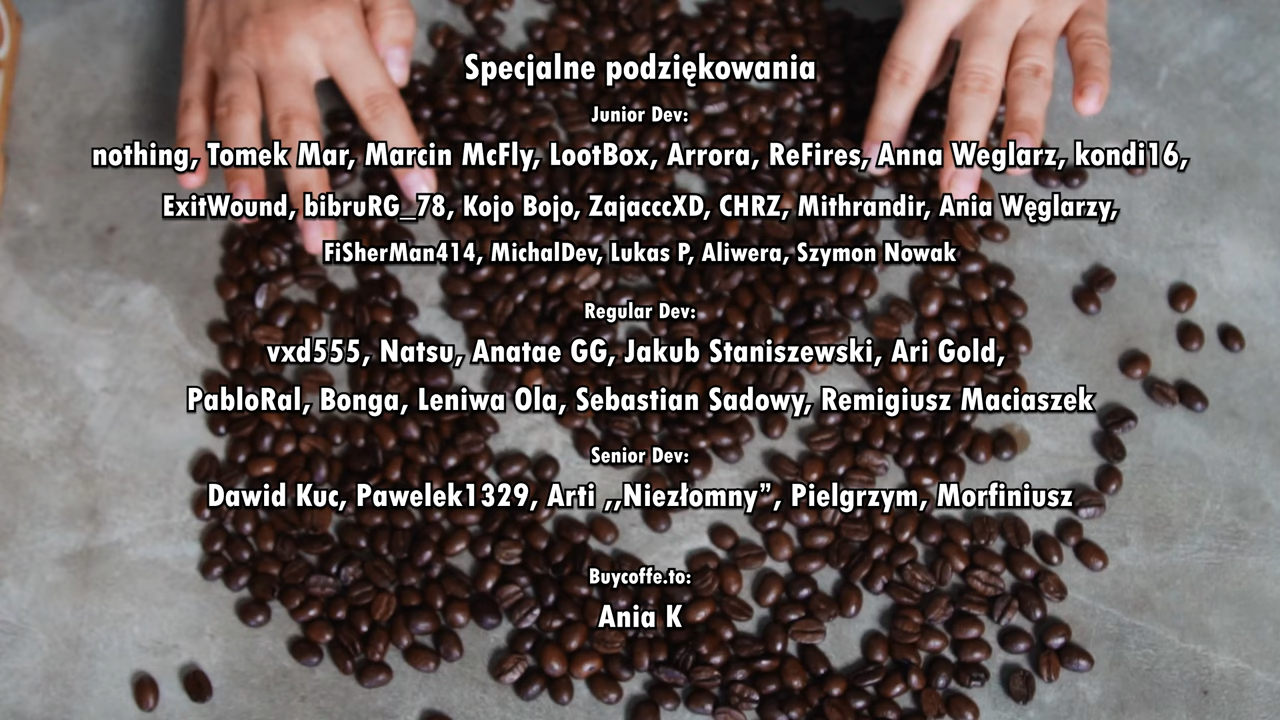 Specjalne podziękowania
Junior Dev:
nothing, Tomek Mar, Marcin McFly, LootBox, Arrora, ReFires, Anna Weglarz, kondi16,
ExitWound, bibruRG_78, Kojo Bojo, ZajacccXD, CHRZ, Mithrandir, Ania Węglarzy,
FiSherMan414, MichalDev, Lukas P, Aliwera, Szymon Nowak
Regular Dev:
vxd555, Natsu, Anatae GG, Jakub Staniszewski, Ari Gold,
PabloRal, Bonga, Leniwa Ola, Sebastian Sadowy, Remigiusz Maciaszek
Senior Dev:
Dawid Kuc, Pawelek1329, Arti ,,Niezłomny”, Pielgrzym, Morfiniusz
Buycoffe.to:
Ania K